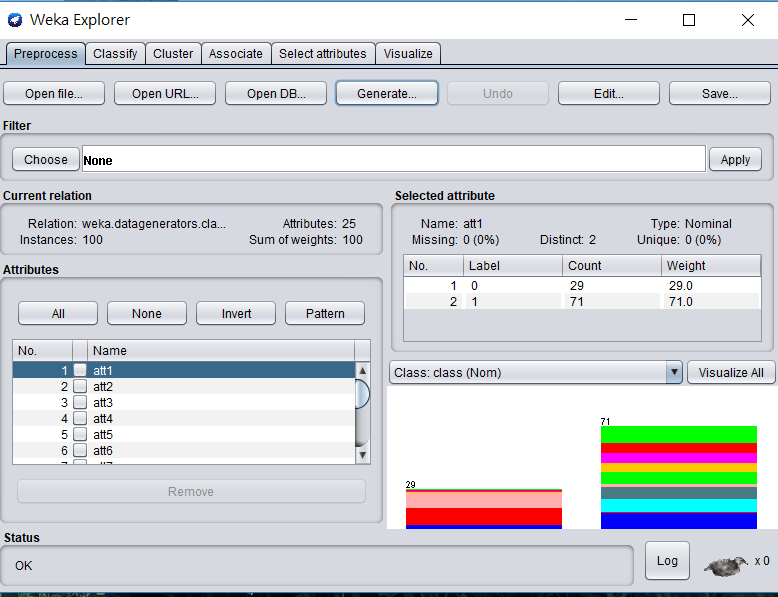 Weka Explorer
Preprocess Classify Cluster Associate Select attributes Visualize
Open file... Open URL... Open DB... Generate... Undo Edit... Save...
Filter
Choose None Apply
Current relation
Relation: weka.datagenerators.cla... Attributes: 25
Instances: 100 Sum of weights: 100
Selected attribute
Name: att1 Type: Nominal
Missing: 0 (0%) Distinct: 2 Unique: 0 (0%)
No. Label Count Weight
1 0 29 29.0
2 1 71 71.0
Attributes
All None Invert Pattern
No. Name
1 att1
2 att2
3 att3
4 att4
5 att5
6 att6
Remove
Class: class (Nom) Visualize All
29
71
Status
OK
Log x 0